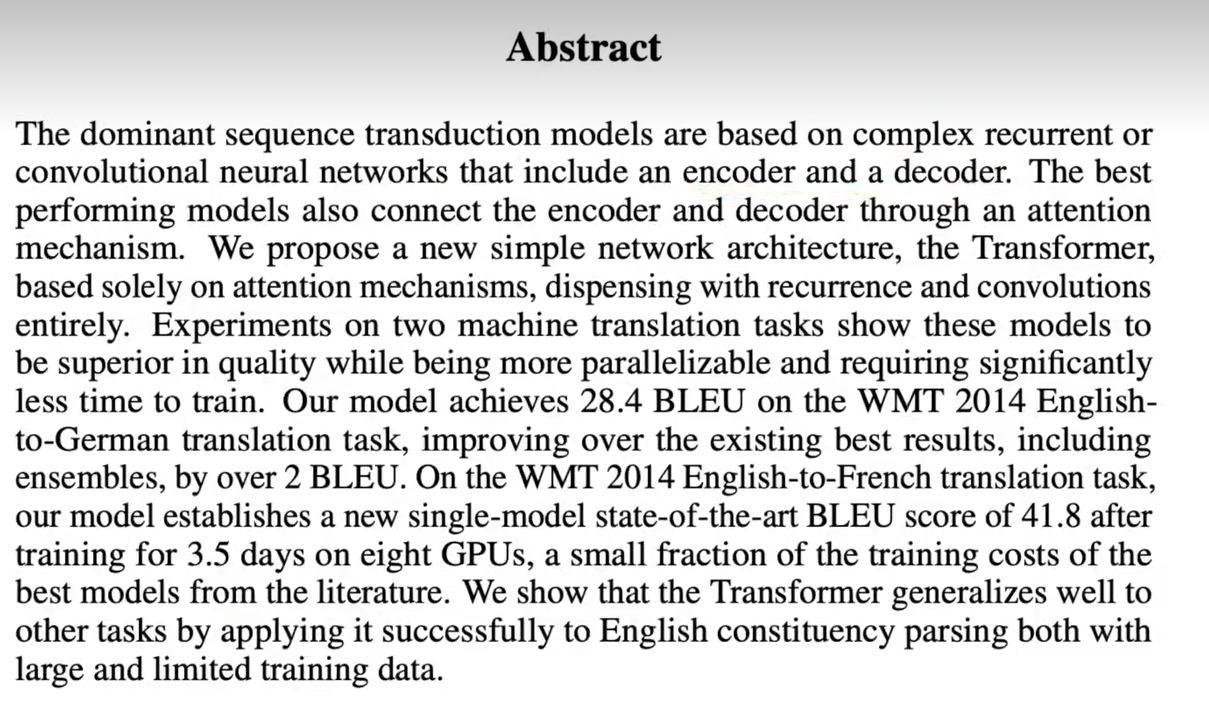 Abstract
The dominant sequence transduction models are based on complex recurrent or
convolutional neural networks that include an encoder and a decoder. The best
performing models also connect the encoder and decoder through an attention
mechanism. We propose a new simple network architecture, the Transformer,
based solely on attention mechanisms, dispensing with recurrence and convolutions
entirely. Experiments on two machine translation tasks show these models to
be superior in quality while being more parallelizable and requiring significantly
less time to train. Our model achieves 28.4 BLEU on the WMT 2014 English-
to-German translation task, improving over the existing best results, including
ensembles, by over 2 BLEU. On the WMT 2014 English-to-French translation task,
our model establishes a new single-model state-of-the-art BLEU score of 41.8 after
training for 3.5 days on eight GPUs, a small fraction of the training costs of the
best models from the literature. We show that the Transformer generalizes well to
other tasks by applying it successfully to English constituency parsing both with
large and limited training data.